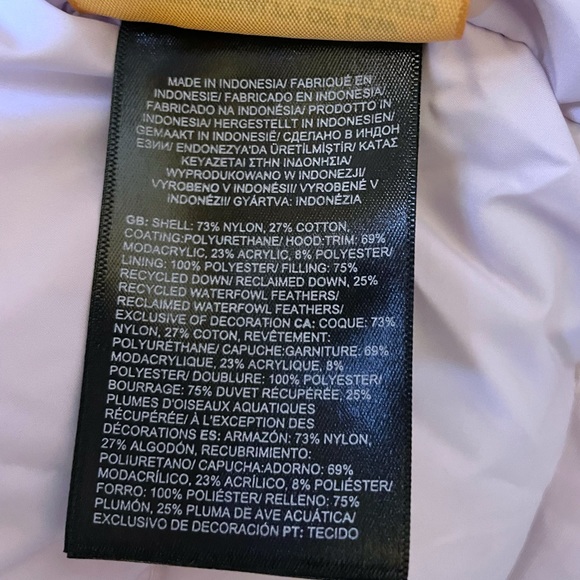 MADE IN INDONESIA/ FABRIQUÉ EN
INDONESIE/ FABRICADO EN INDONESIA/
FABRICADO NA INDONÉSIA/ PRODOTTO IN
INDONESIA/ HERGESTELLT IN INDONESIEN/
GEMAAKT IN INDONESIË/ СДЕЛАНО В ИНДОН
ЕЗИИ/ ENDONEZYA'DA ÜRETİLMİŞTİR/ ΚΑΤΑΣ
ΚΕΥΑΖΕΤΑΙ ΣΤΗΝ ΙΝΔΟΝΗΣΙΑ/
WYPRODUKOWANO W INDONEZJI/
VYROBENO V INDONÉSII/ VYROBENÉ V
INDONÉZII/ GYÁRTVA: INDONÉZIA
GB: SHELL: 73% NYLON, 27% COTTON,
COATING:POLYURETHANE/ HOOD:TRIM: 69%
MODACRYLIC, 23% ACRYLIC, 8% POLYESTER/
LINING: 100% POLYESTER/ FILLING: 75%
RECYCLED DOWN/ RECLAIMED DOWN, 25%
RECYCLED WATERFOWL FEATHERS/
RECLAIMED WATERFOWL FEATHERS/
EXCLUSIVE OF DECORATION CA: COQUE: 73%
NYLON, 27% COTON, REVÊTEMENT:
POLYURÉTHANE/ CAPUCHE:GARNITURE: 69%
MODACRYLIQUE, 23% ACRYLIQUE, 8%
POLYESTER/ DOUBLURE: 100% POLYESTER/
BOURRAGE: 75% DUVET RÉCUPÉRÉE, 25%
PLUMES D'OISEAUX AQUATIQUES
RÉCUPÉRÉE/ À L'EXCEPTION DES
DÉCORATIONS ES: ARMAZÓN: 73% NYLON,
27% ALGODÓN, RECUBRIMIENTO:
POLIURETANO/ CAPUCHA:ADORNO: 69%
MODACRÍLICO, 23% ACRÍLICO, 8% POLIÉSTER/
FORRO: 100% POLIÉSTER/ RELLENO: 75%
PLUMÓN, 25% PLUMA DE AVE ACUÁTICA/
EXCLUSIVO DE DECORACIÓN PT: TECIDO